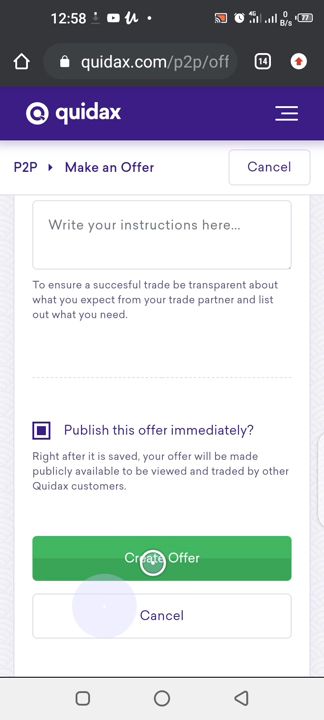 12:58
4G
0
B/s
77
quidax.com/p2p/off
14
quidax
P2P
Make an Offer
Cancel
Write your instructions here...
To ensure a succesful trade be transparent about
what you expect from your trade partner and list
out what you need.
Publish this offer immediately?
Right after it is saved, your offer will be made
publicly available to be viewed and traded by other
Quidax customers.
Create Offer
Cancel